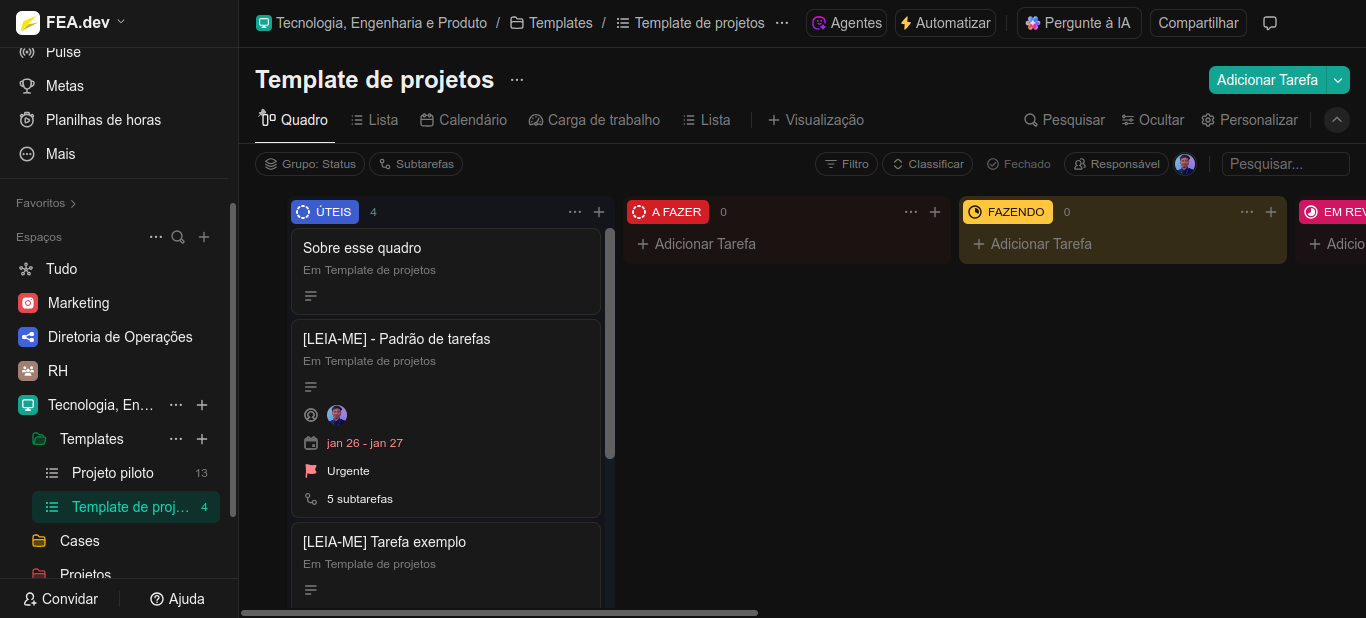 FEA.dev
Pulse
Metas
Planilhas de horas
Mais
Favoritos
Espaços
Tudo
Marketing
Diretoria de Operações
RH
Tecnologia, En...
Templates
Projeto piloto 13
Template de proj... 4
Cases
Projetos
Convidar Ajuda
Tecnologia, Engenharia e Produto / Templates / Template de projetos ... Agentes Automatizar Pergunte à IA Compartilhar
Template de projetos ...
Adicionar Tarefa
Quadro Lista Calendário Carga de trabalho Lista + Visualização Pesquisar Ocultar Personalizar
Grupo: Status Subtarefas Filtro Classificar Fechado Responsável Pesquisar...
ÚTEIS 4
Sobre esse quadro
Em Template de projetos
[LEIA-ME] - Padrão de tarefas
Em Template de projetos
jan 26 - jan 27
Urgente
5 subtarefas
[LEIA-ME] Tarefa exemplo
Em Template de projetos
A FAZER 0
+ Adicionar Tarefa
FAZENDO 0
+ Adicionar Tarefa
EM REV
+ Adicio